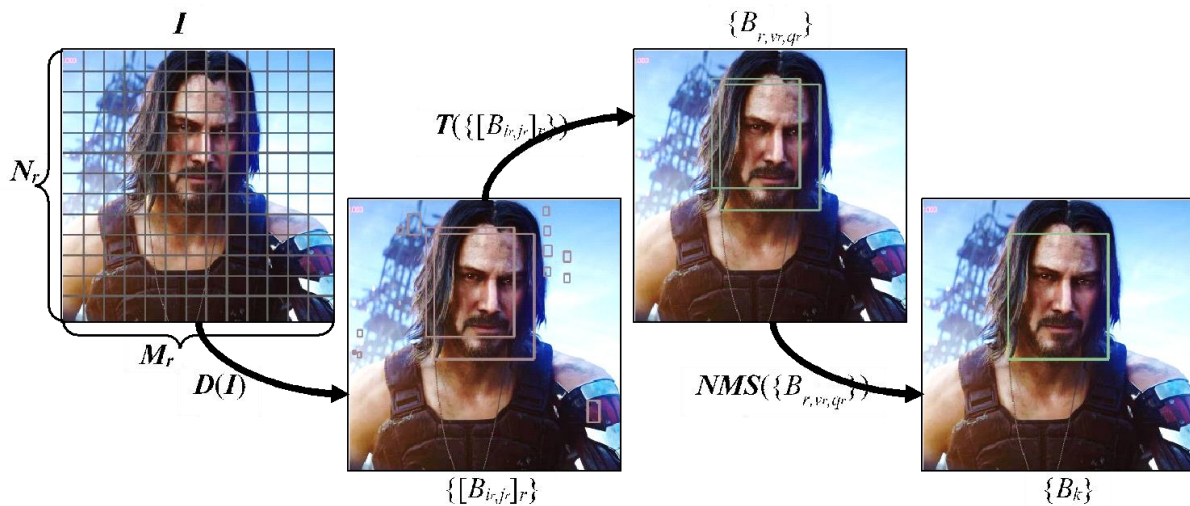 I
{B_{r,vr,qr}}
T({[B_{ir,jr}]_r})
N_r
M_r
D(I)
NMS({B_{r,vr,qr}})
{[B_{ir,jr}]_r}
{B_k}